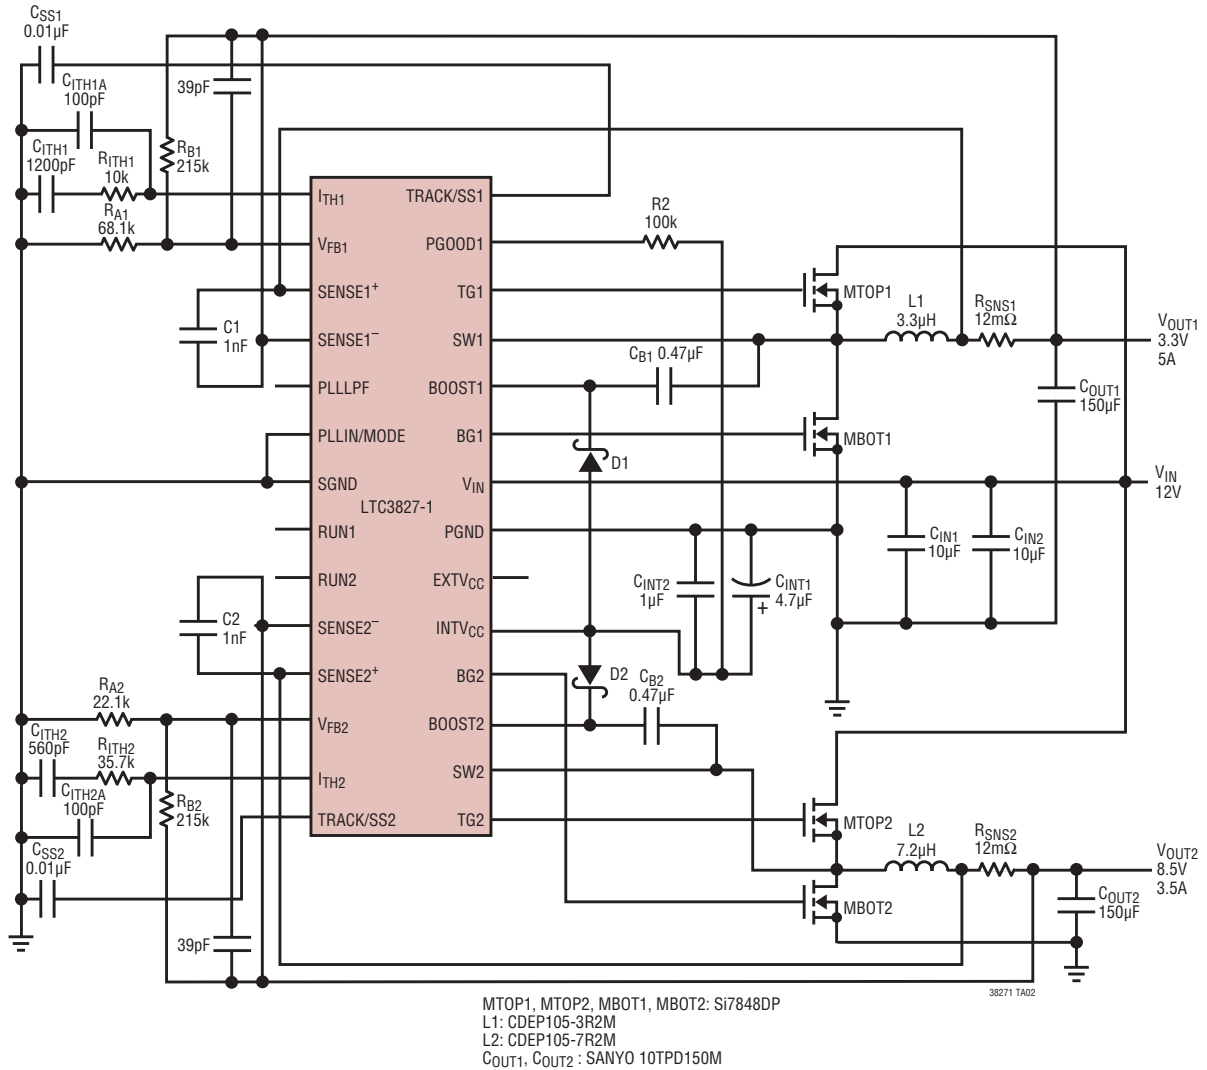 CSS1
0.01µF
CITH1A
100pF
39pF
CITH1
1200pF
RITH1
10k
RB1
215k
RA1
68.1k
C1
1nF
ITH1
VFB1
SENSE1+
SENSE1–
PLLLPF
PLLIN/MODE
SGND
RUN1
RUN2
SENSE2–
SENSE2+
VFB2
ITH2
TRACK/SS2
LTC3827-1
TRACK/SS1
PGOOD1
TG1
SW1
BOOST1
BG1
VIN
PGND
EXTVCC
INTVCC
BG2
BOOST2
SW2
TG2
R2
100k
MTOP1
L1
3.3µH
RSNS1
12mΩ
VOUT1
3.3V
5A
CB1 0.47µF
COUT1
150µF
MBOT1
D1
VIN
12V
CIN1
10µF
CIN2
10µF
CINT2
1µF
CINT1
4.7µF
+
C2
1nF
D2
CB2
0.47µF
RA2
22.1k
CITH2
560pF
RITH2
35.7k
CITH2A
100pF
RB2
215k
CSS2
0.01µF
39pF
MTOP2
L2
7.2µH
RSNS2
12mΩ
VOUT2
8.5V
3.5A
COUT2
150µF
MBOT2
38271 TA02
MTOP1, MTOP2, MBOT1, MBOT2: Si7848DP
L1: CDEP105-3R2M
L2: CDEP105-7R2M
COUT1, COUT2 : SANYO 10TPD150M